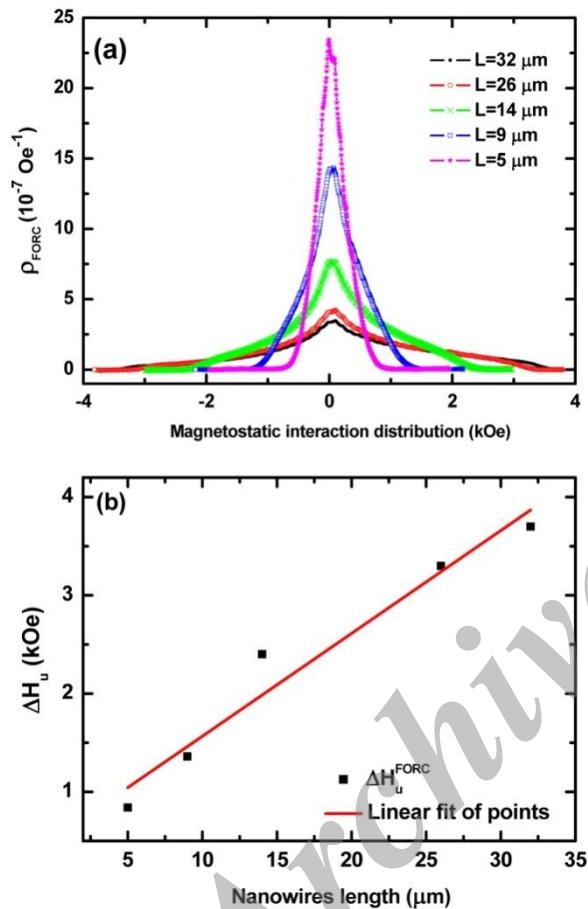 (a)
25
20
15
10
5
0
ρFORC (10⁻⁷ Oe⁻¹)
L=32 μm
L=26 μm
L=14 μm
L=9 μm
L=5 μm
-4 -2 0 2 4
Magnetostatic interaction distribution (kOe)
(b)
4
3
2
1
ΔHu (kOe)
ΔHuFORC
Linear fit of points
5 10 15 20 25 30 35
Nanowires length (μm)
Archive